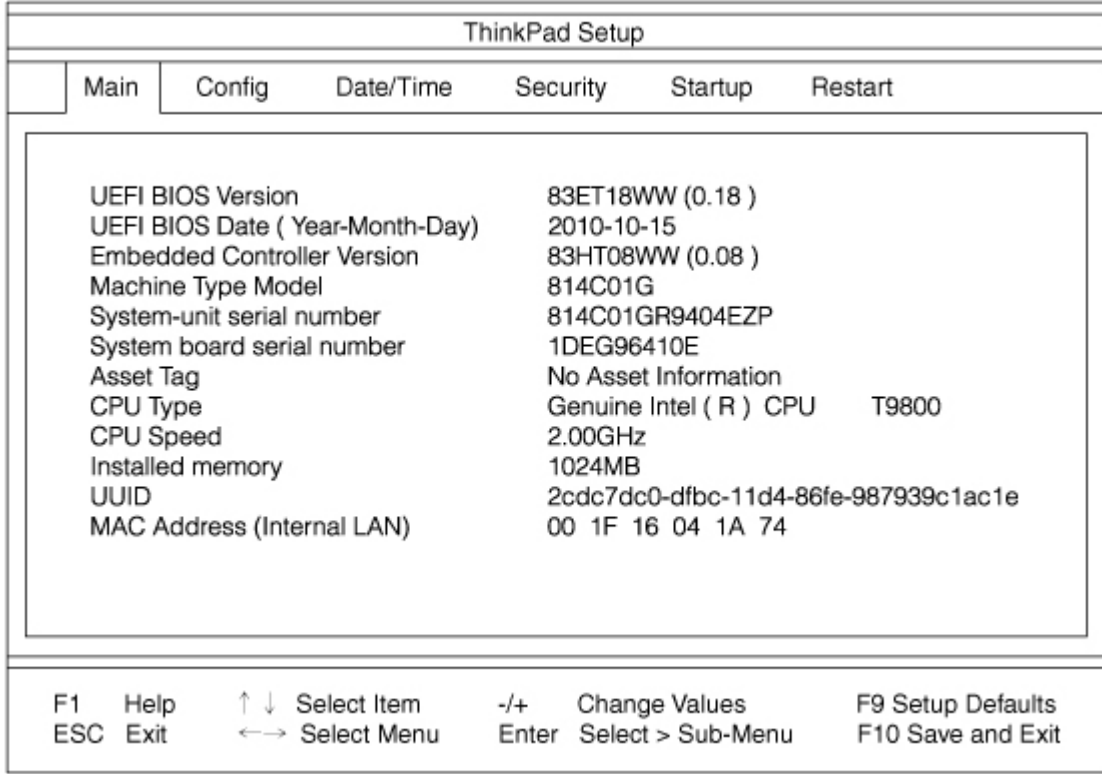 ThinkPad Setup
Main Config Date/Time Security Startup Restart
UEFI BIOS Version 83ET18WW (0.18 )
UEFI BIOS Date ( Year-Month-Day) 2010-10-15
Embedded Controller Version 83HT08WW (0.08 )
Machine Type Model 814C01G
System-unit serial number 814C01GR9404EZP
System board serial number 1DEG96410E
Asset Tag No Asset Information
CPU Type Genuine Intel ( R ) CPU T9800
CPU Speed 2.00GHz
Installed memory 1024MB
UUID 2cdc7dc0-dfbc-11d4-86fe-987939c1ac1e
MAC Address (Internal LAN) 00 1F 16 04 1A 74
F1 Help ↑ ↓ Select Item -/+ Change Values F9 Setup Defaults
ESC Exit ←→ Select Menu Enter Select > Sub-Menu F10 Save and Exit